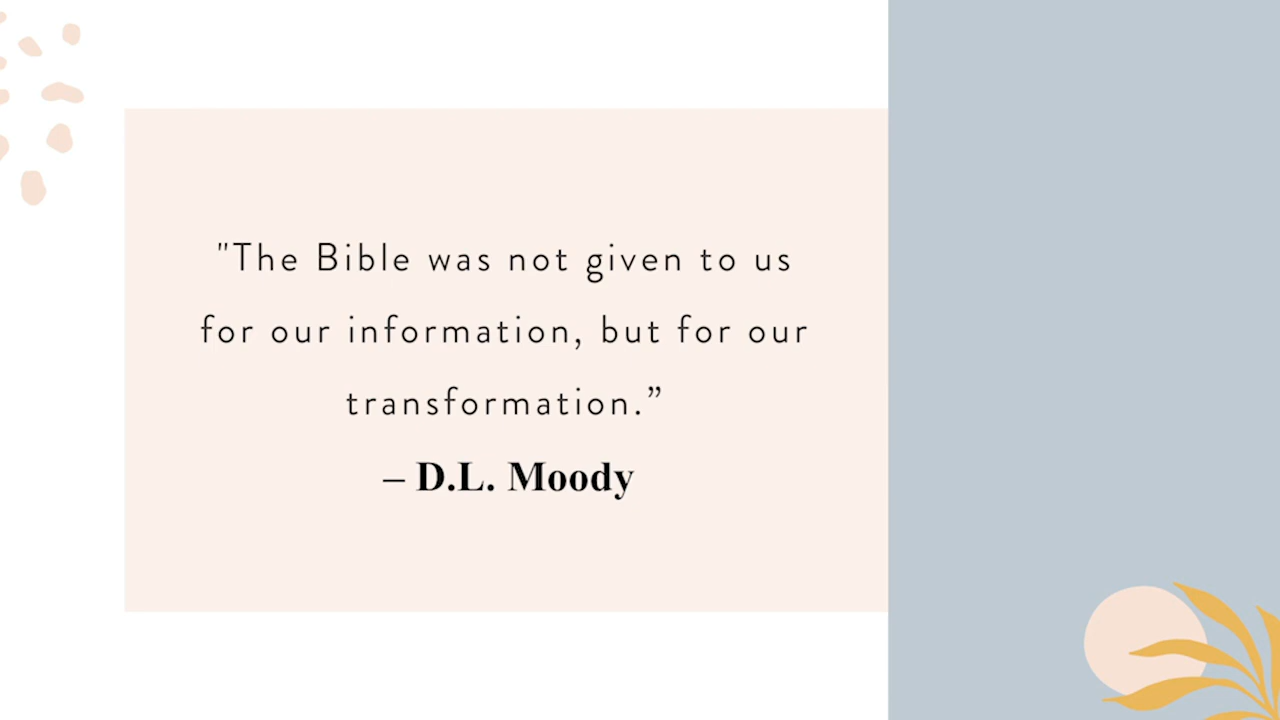 "The Bible was not given to us
for our information, but for our
transformation.”
– D.L. Moody